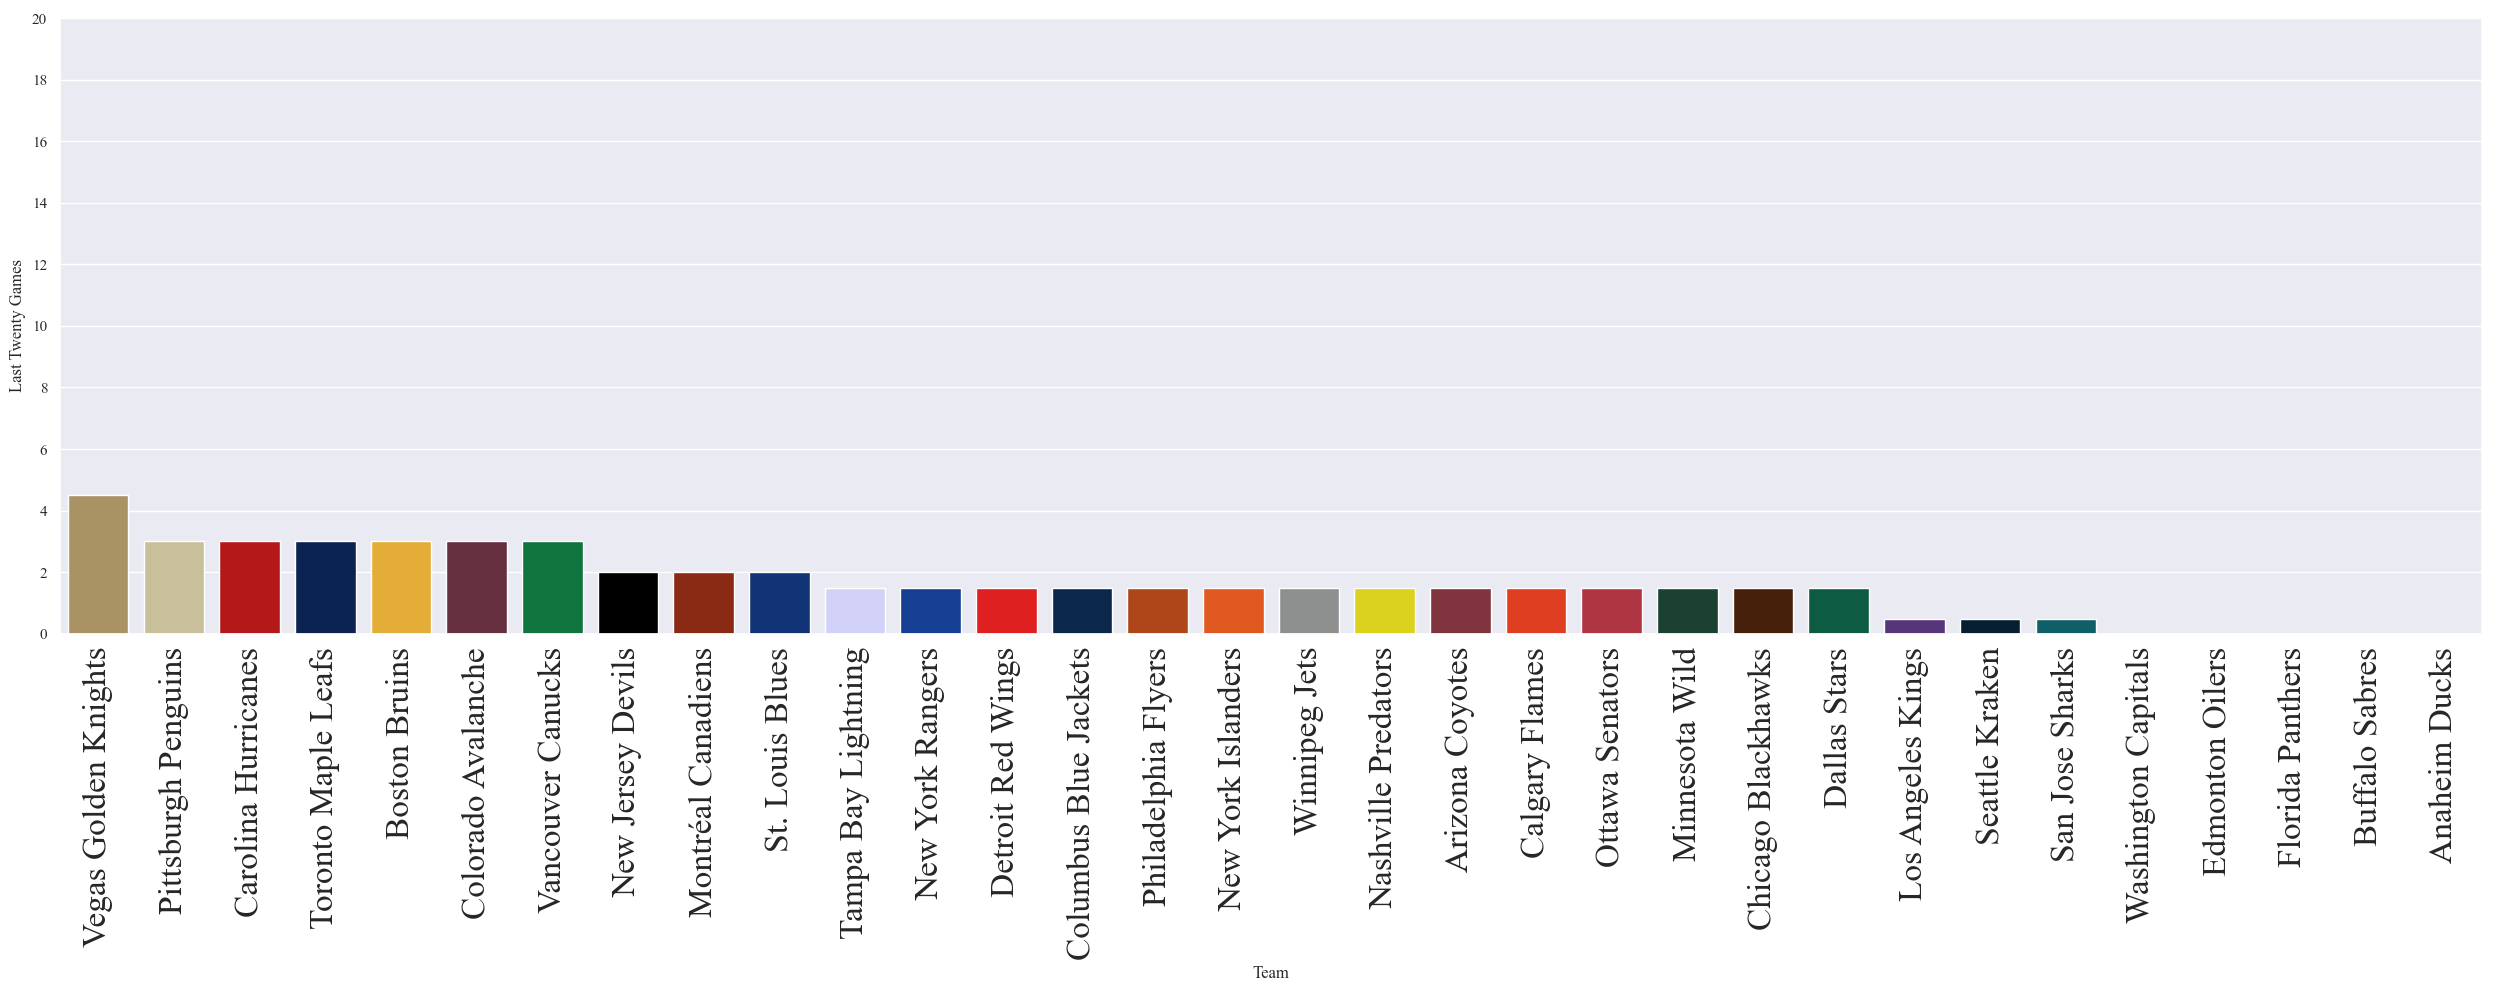 20
18
16
14
12
10
8
6
4
2
0
Last Twenty Games
Vegas Golden Knights
Pittsburgh Penguins
Carolina Hurricanes
Toronto Maple Leafs
Boston Bruins
Colorado Avalanche
Vancouver Canucks
New Jersey Devils
Montréal Canadiens
St. Louis Blues
Tampa Bay Lightning
New York Rangers
Detroit Red Wings
Columbus Blue Jackets
Philadelphia Flyers
New York Islanders
Winnipeg Jets
Nashville Predators
Arizona Coyotes
Calgary Flames
Ottawa Senators
Minnesota Wild
Chicago Blackhawks
Dallas Stars
Los Angeles Kings
Seattle Kraken
San Jose Sharks
Washington Capitals
Edmonton Oilers
Florida Panthers
Buffalo Sabres
Anaheim Ducks
Team